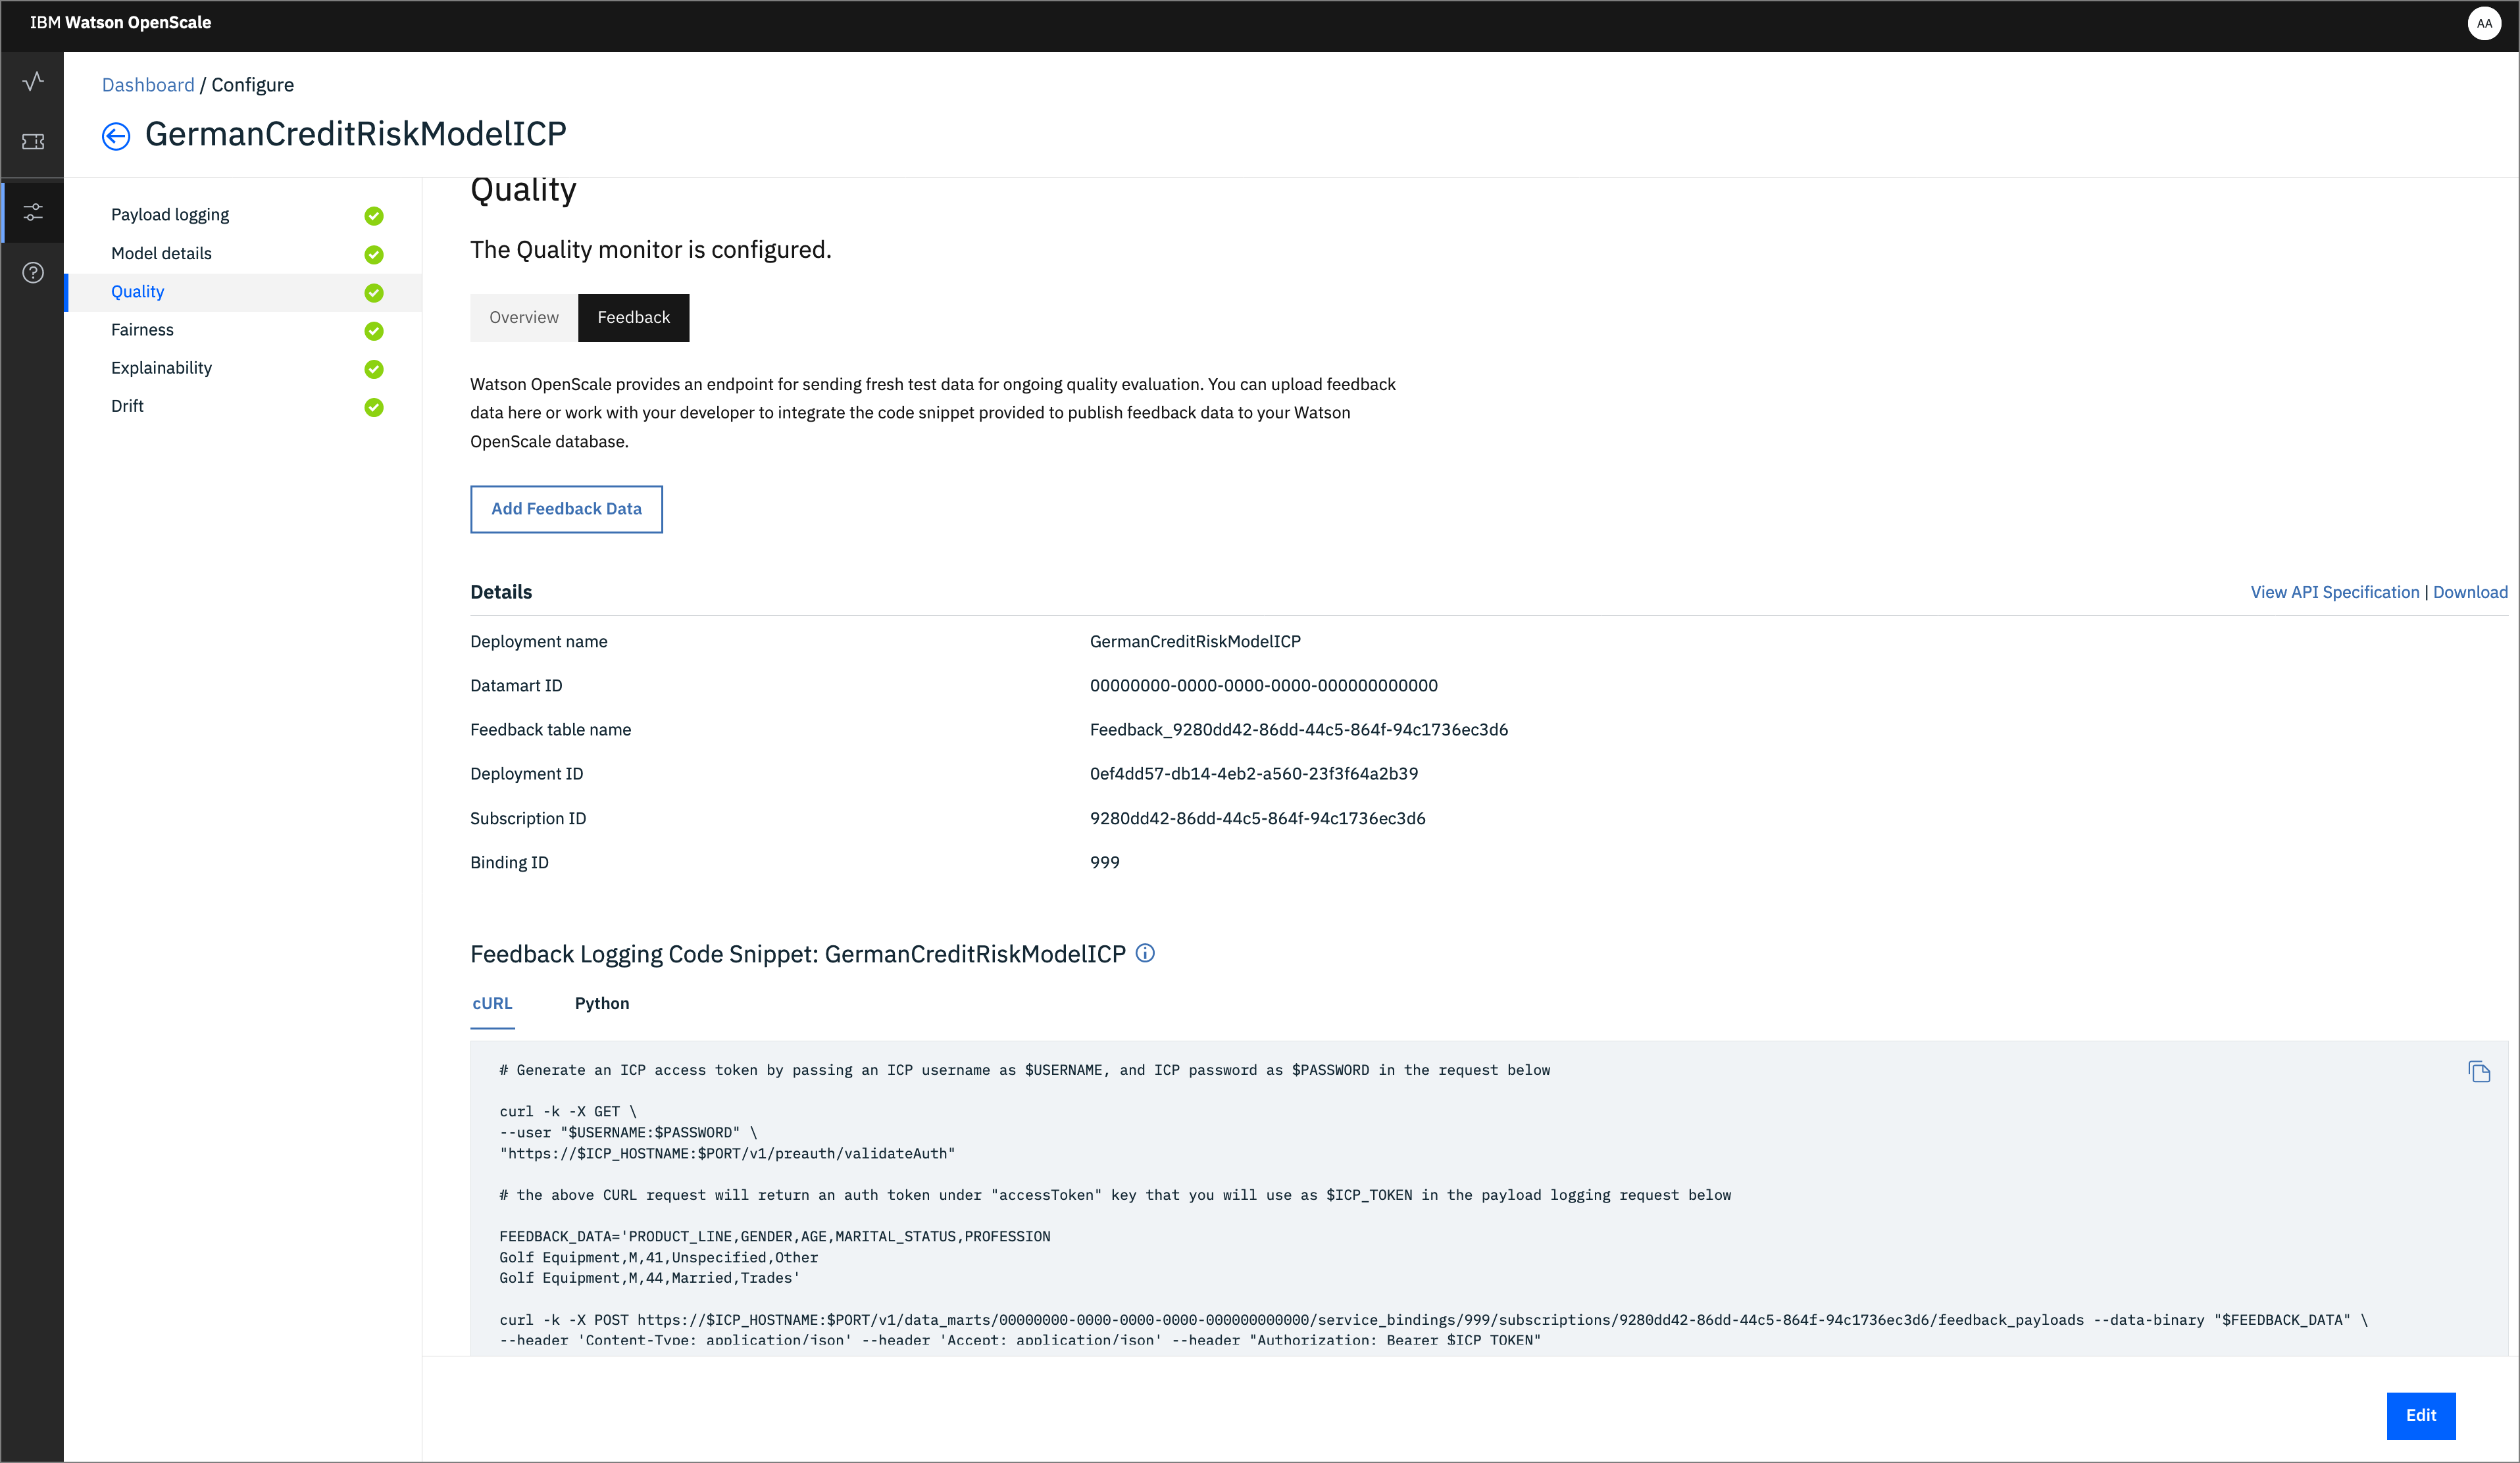 IBM Watson OpenScale
AA
Dashboard / Configure
GermanCreditRiskModelICP
Payload logging
Model details
Quality
Fairness
Explainability
Drift
Quality
The Quality monitor is configured.
Overview
Feedback
Watson OpenScale provides an endpoint for sending fresh test data for ongoing quality evaluation. You can upload feedback
data here or work with your developer to integrate the code snippet provided to publish feedback data to your Watson
OpenScale database.
Add Feedback Data
Details
View API Specification | Download
Deployment name GermanCreditRiskModelICP
Datamart ID 00000000-0000-0000-0000-000000000000
Feedback table name Feedback_9280dd42-86dd-44c5-864f-94c1736ec3d6
Deployment ID 0ef4dd57-db14-4eb2-a560-23f3f64a2b39
Subscription ID 9280dd42-86dd-44c5-864f-94c1736ec3d6
Binding ID 999
Feedback Logging Code Snippet: GermanCreditRiskModelICP
cURL
Python
# Generate an ICP access token by passing an ICP username as $USERNAME, and ICP password as $PASSWORD in the request below
curl -k -X GET \
--user "$USERNAME:$PASSWORD" \
"https://$ICP_HOSTNAME:$PORT/v1/preauth/validateAuth"
# the above CURL request will return an auth token under "accessToken" key that you will use as $ICP_TOKEN in the payload logging request below
FEEDBACK_DATA='PRODUCT_LINE,GENDER,AGE,MARITAL_STATUS,PROFESSION
Golf Equipment,M,41,Unspecified,Other
Golf Equipment,M,44,Married,Trades'
curl -k -X POST https://$ICP_HOSTNAME:$PORT/v1/data_marts/00000000-0000-0000-0000-000000000000/service_bindings/999/subscriptions/9280dd42-86dd-44c5-864f-94c1736ec3d6/feedback_payloads --data-binary "$FEEDBACK_DATA" \
--header 'Content-Type: application/json' --header 'Accept: application/json' --header "Authorization: Bearer $ICP_TOKEN"
Edit